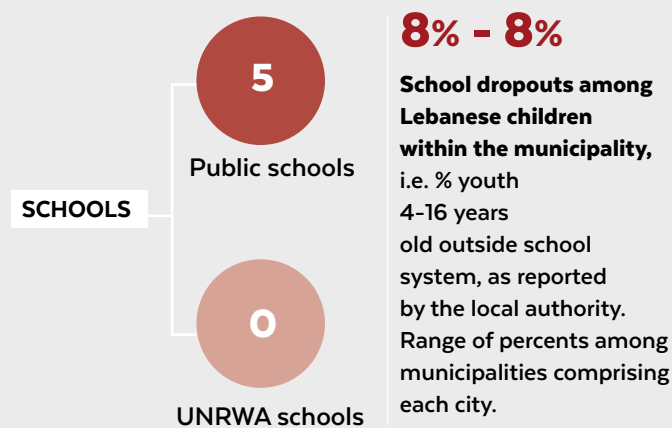 SCHOOLS
5
Public schools
0
UNRWA schools
8% - 8%
School dropouts among
Lebanese children
within the municipality,
i.e. % youth
4-16 years
old outside school
system, as reported
by the local authority.
Range of percents among
municipalities comprising
each city.